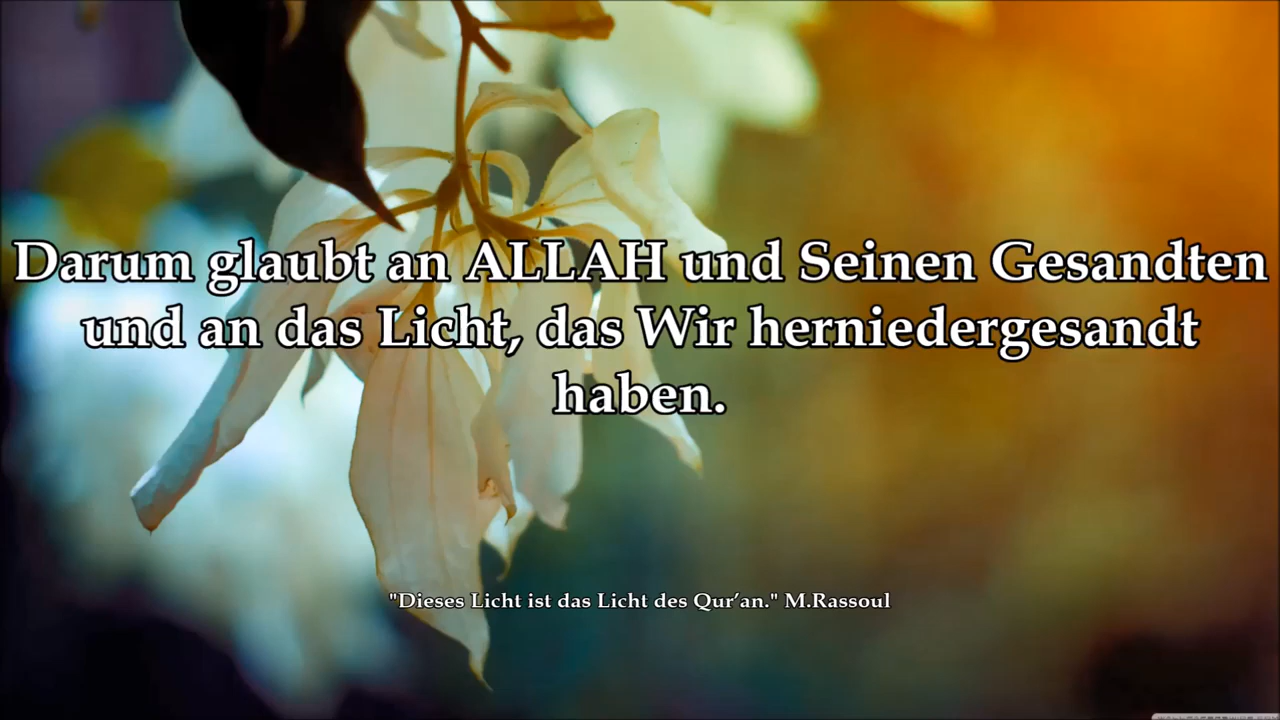 Darum glaubt an ALLAH und Seinen Gesandten
und an das Licht, das Wir herniedergesandt
haben.
"Dieses Licht ist das Licht des Qur’an." M.Rassoul